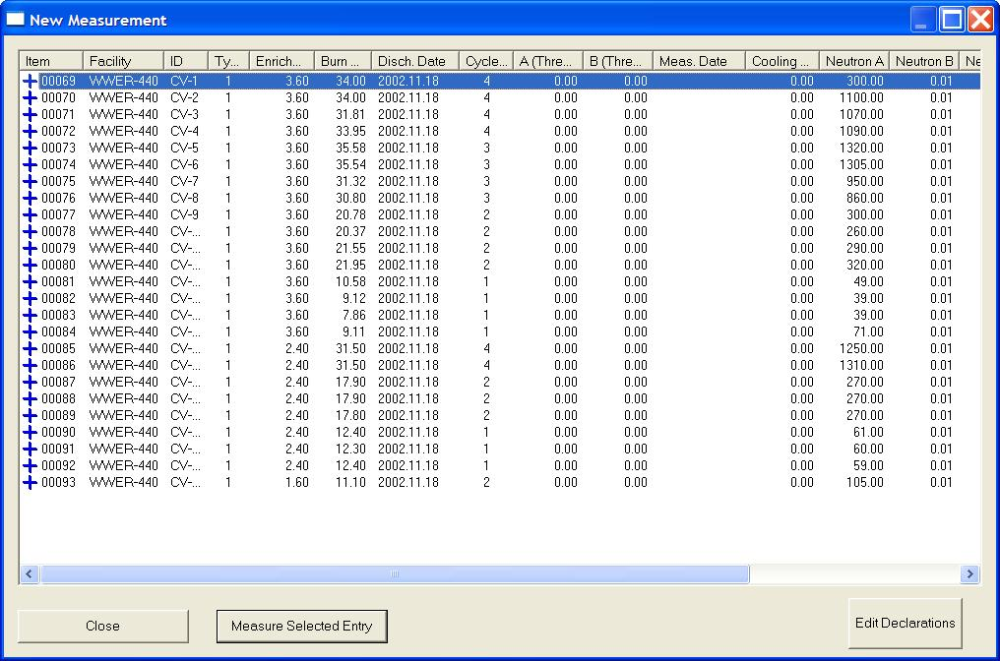 New Measurement
Item Facility ID Ty... Enrich... Burn ... Disch. Date Cycle... A (Thre... B (Thre... Meas. Date Cooling ... Neutron A Neutron B Ne
00069 WWER-440 CV-1 1 3.60 34.00 2002.11.18 4 0.00 0.00 0.00 300.00 0.01
00070 WWER-440 CV-2 1 3.60 34.00 2002.11.18 4 0.00 0.00 0.00 1100.00 0.01
00071 WWER-440 CV-3 1 3.60 31.81 2002.11.18 4 0.00 0.00 0.00 1070.00 0.01
00072 WWER-440 CV-4 1 3.60 33.95 2002.11.18 4 0.00 0.00 0.00 1090.00 0.01
00073 WWER-440 CV-5 1 3.60 35.58 2002.11.18 3 0.00 0.00 0.00 1320.00 0.01
00074 WWER-440 CV-6 1 3.60 35.54 2002.11.18 3 0.00 0.00 0.00 1305.00 0.01
00075 WWER-440 CV-7 1 3.60 31.32 2002.11.18 3 0.00 0.00 0.00 950.00 0.01
00076 WWER-440 CV-8 1 3.60 30.80 2002.11.18 3 0.00 0.00 0.00 860.00 0.01
00077 WWER-440 CV-9 1 3.60 20.78 2002.11.18 2 0.00 0.00 0.00 300.00 0.01
00078 WWER-440 CV-... 1 3.60 20.37 2002.11.18 2 0.00 0.00 0.00 260.00 0.01
00079 WWER-440 CV-... 1 3.60 21.55 2002.11.18 2 0.00 0.00 0.00 290.00 0.01
00080 WWER-440 CV-... 1 3.60 21.95 2002.11.18 2 0.00 0.00 0.00 320.00 0.01
00081 WWER-440 CV-... 1 3.60 10.58 2002.11.18 1 0.00 0.00 0.00 49.00 0.01
00082 WWER-440 CV-... 1 3.60 9.12 2002.11.18 1 0.00 0.00 0.00 39.00 0.01
00083 WWER-440 CV-... 1 3.60 7.86 2002.11.18 1 0.00 0.00 0.00 39.00 0.01
00084 WWER-440 CV-... 1 3.60 9.11 2002.11.18 1 0.00 0.00 0.00 71.00 0.01
00085 WWER-440 CV-... 1 2.40 31.50 2002.11.18 4 0.00 0.00 0.00 1250.00 0.01
00086 WWER-440 CV-... 1 2.40 31.50 2002.11.18 4 0.00 0.00 0.00 1310.00 0.01
00087 WWER-440 CV-... 1 2.40 17.90 2002.11.18 2 0.00 0.00 0.00 270.00 0.01
00088 WWER-440 CV-... 1 2.40 17.90 2002.11.18 2 0.00 0.00 0.00 270.00 0.01
00089 WWER-440 CV-... 1 2.40 17.80 2002.11.18 2 0.00 0.00 0.00 270.00 0.01
00090 WWER-440 CV-... 1 2.40 12.40 2002.11.18 1 0.00 0.00 0.00 61.00 0.01
00091 WWER-440 CV-... 1 2.40 12.30 2002.11.18 1 0.00 0.00 0.00 60.00 0.01
00092 WWER-440 CV-... 1 2.40 12.40 2002.11.18 1 0.00 0.00 0.00 59.00 0.01
00093 WWER-440 CV-... 1 1.60 11.10 2002.11.18 2 0.00 0.00 0.00 105.00 0.01
Close Measure Selected Entry Edit Declarations